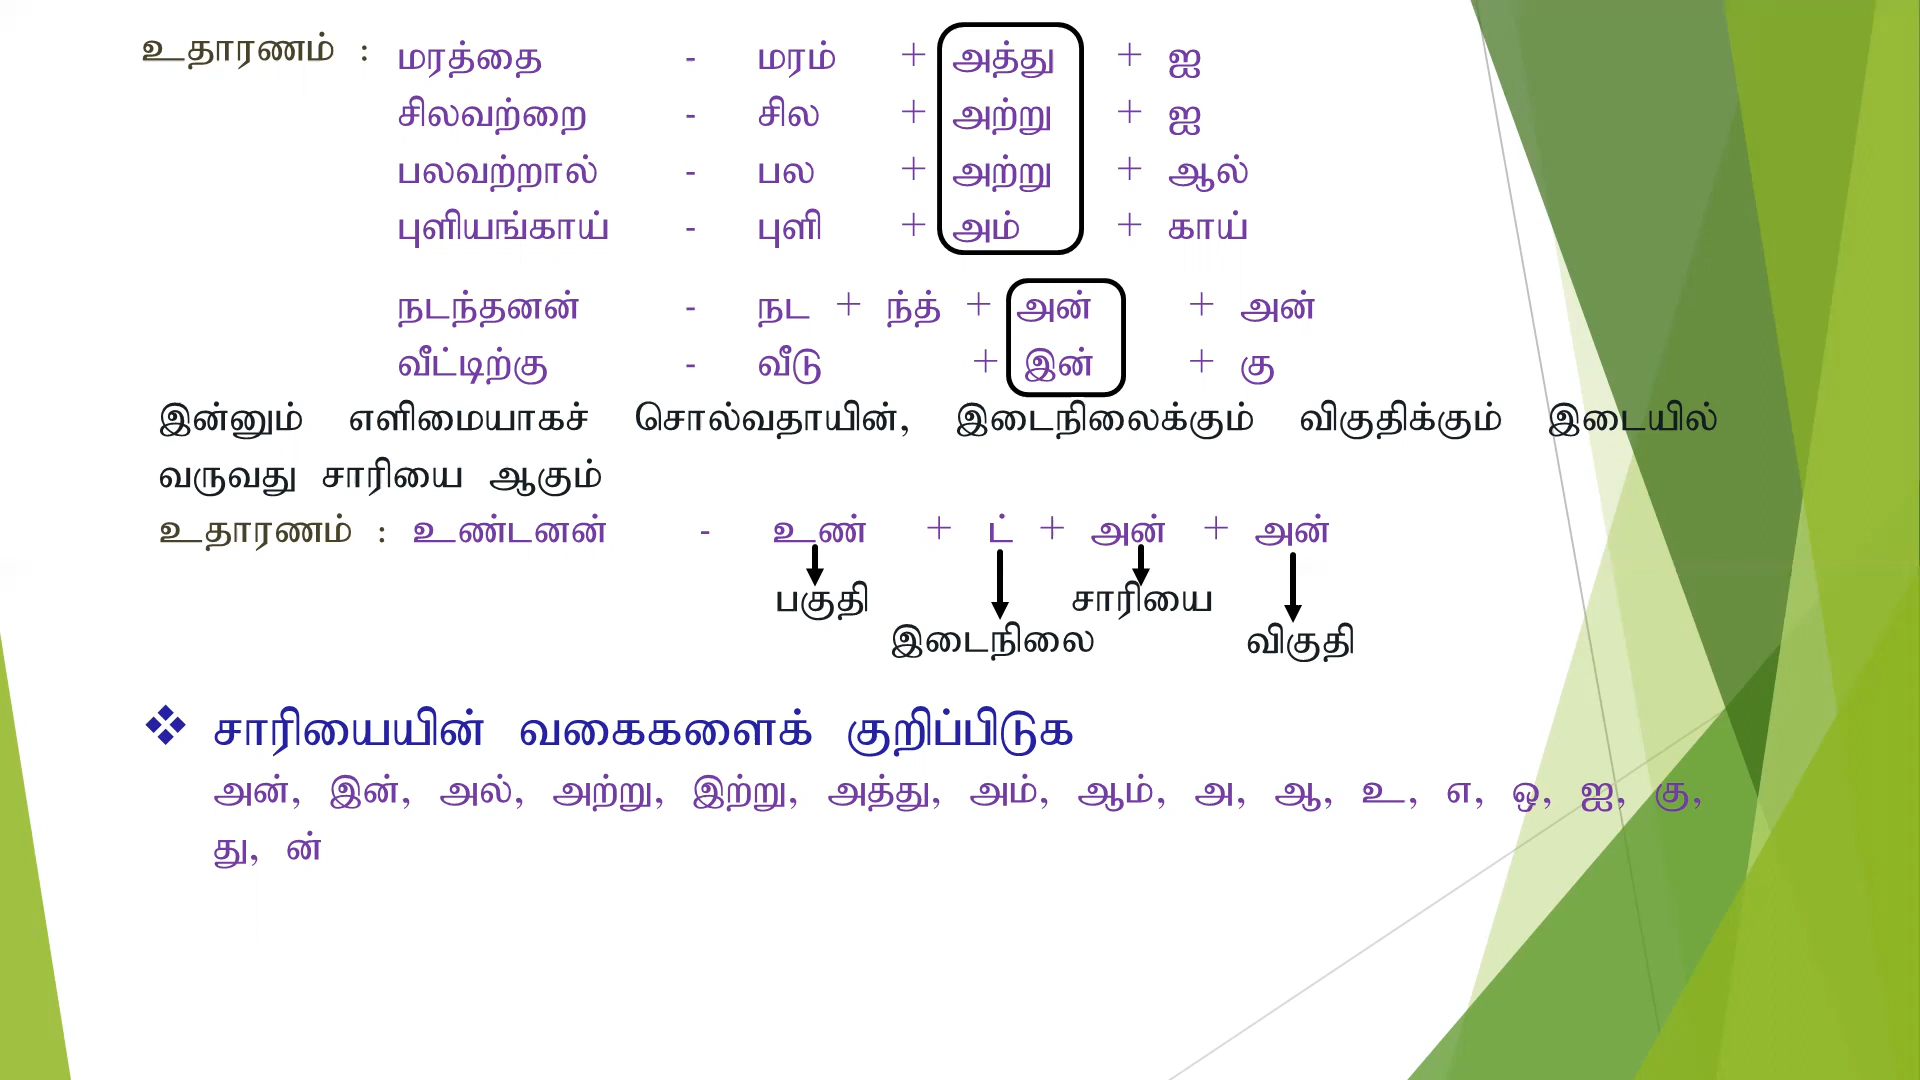 உதாரணம் : மரத்தை - மரம் + அத்து + ஐ
சிலவற்றை - சில + அற்று + ஐ
பலவற்றால் - பல + அற்று + ஆல்
புளியங்காய் - புளி + அம் + காய்
நடந்தனன் - நட + ந்த் + அன் + அன்
வீட்டிற்கு - வீடு + இன் + கு
இன்னும் எளிமையாகச் சொல்வதாயின், இடைநிலைக்கும் விகுதிக்கும் இடையில்
வருவது சாரியை ஆகும்
உதாரணம் : உண்டனன் - உண் + ட் + அன் + அன்
பகுதி சாரியை
இடைநிலை விகுதி
❖ சாரியையின் வகைகளைக் குறிப்பிடுக
அன், இன், அல், அற்று, இற்று, அத்து, அம், ஆம், அ, ஆ, உ, எ, ஒ, ஐ, கு,
து, ன்